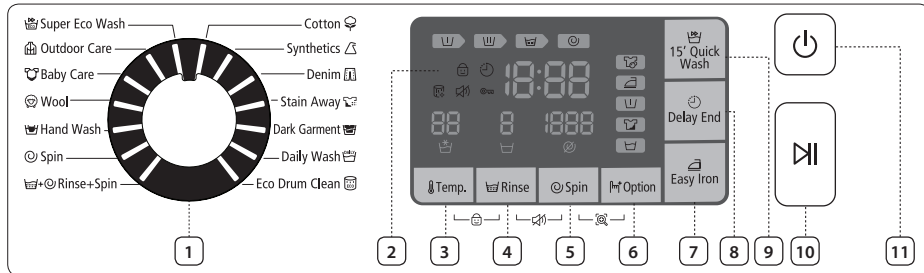 Super Eco Wash
Outdoor Care
Baby Care
Wool
Hand Wash
Spin
+ Rinse+Spin
Cotton
Synthetics
Denim
Stain Away
Dark Garment
Daily Wash
Eco Drum Clean
18:88
88 8 1888
Temp.
Rinse
Spin
Option
15' Quick
Wash
Delay End
Easy Iron
1
2
3
4
5
6
7
8
9
10
11